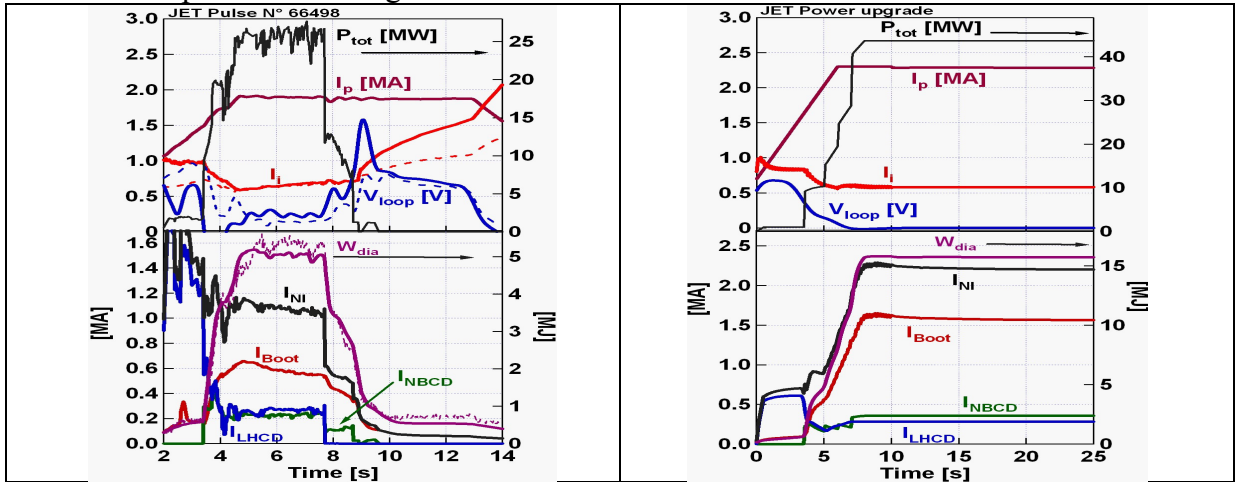 JET Pulse N° 66498
3.0
2.5
2.0
1.5
1.0
0.5
0
25
20
15
10
5
0
P_tot [MW]
I_p [MA]
I_i
V_loop [V]
1.6
1.4
1.2
1.0
0.8
0.6
0.4
0.2
0.0
[MA]
5
4
3
2
1
0
[MJ]
W_dia
I_NI
I_Boot
I_NBCD
I_LHCD
2 4 6 8 10 12 14
Time [s]
JET Power upgrade
3.0
2.5
2.0
1.5
1.0
0.5
0
40
30
20
10
0
P_tot [MW]
I_p [MA]
I_i
V_loop [V]
2.5
2.0
1.5
1.0
0.5
0.0
[MA]
15
10
5
0
[MJ]
W_dia
I_NI
I_Boot
I_NBCD
I_LHCD
0 5 10 15 20 25
Time [s]